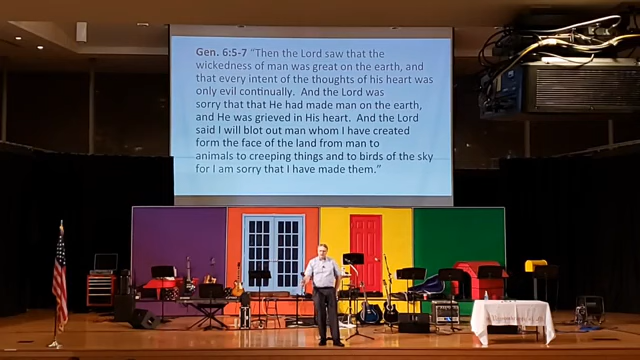 Gen. 6:5-7 "Then the Lord saw that the
wickedness of man was great on the earth, and
that every intent of the thoughts of his heart was
only evil continually.  And the Lord was
sorry that that He had made man on the earth,
and He was grieved in His heart.  And the Lord
said I will blot out man whom I have created
form the face of the land from man to
animals to creeping things and to birds of the sky
for I am sorry that I have made them."